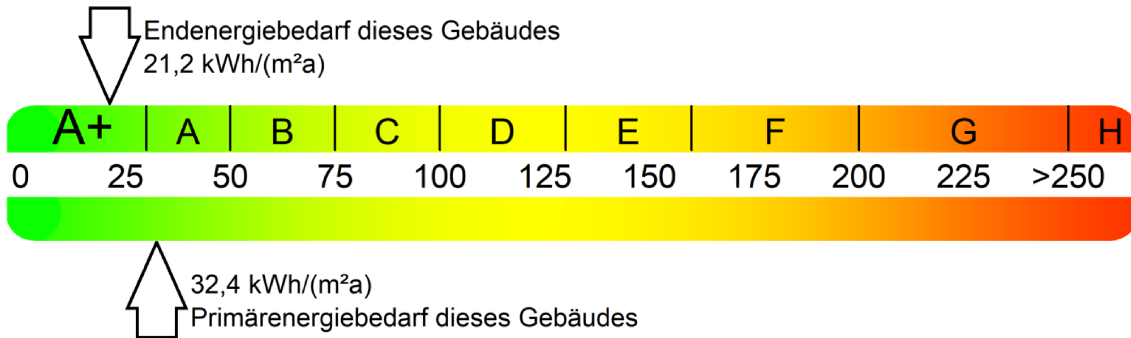 Endenergiebedarf dieses Gebäudes
21,2 kWh/(m²a)
A+ A B C D E F G H
0 25 50 75 100 125 150 175 200 225 >250
32,4 kWh/(m²a)
Primärenergiebedarf dieses Gebäudes